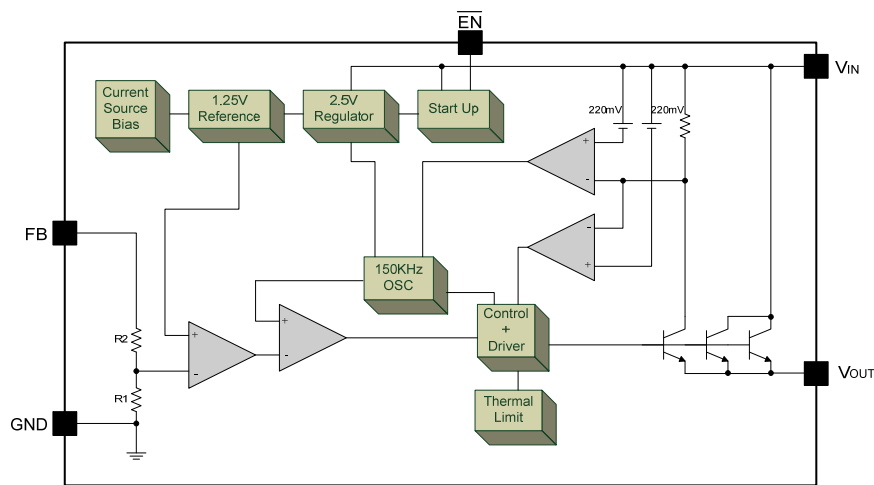 EN
VIN
Current
Source
Bias
1.25V
Reference
2.5V
Regulator
Start Up
220mV
220mV
+
-
-
+
FB
150KHz
OSC
R2
+
-
+
-
Control
+
Driver
VOUT
R1
Thermal
Limit
GND